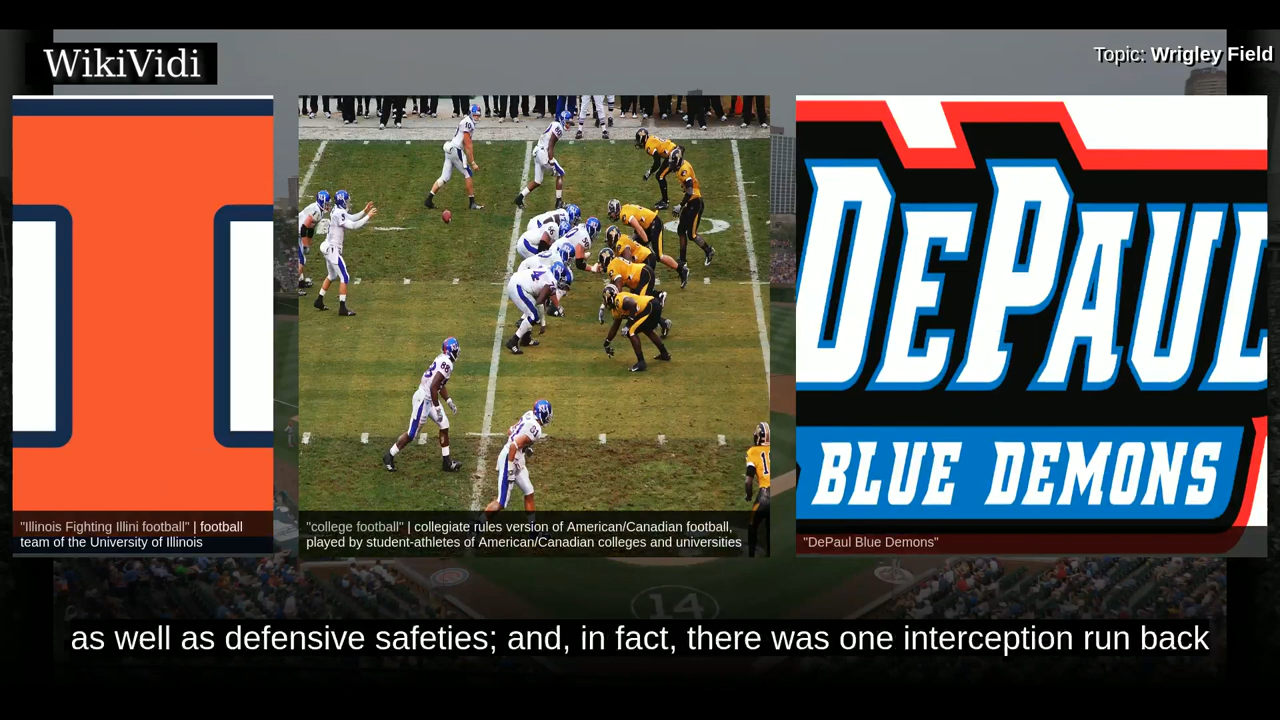 WikiVidi
Topic: Wrigley Field
"Illinois Fighting Illini football" | football
team of the University of Illinois
"college football" | collegiate rules version of American/Canadian football,
played by student-athletes of American/Canadian colleges and universities
DEPAUL
BLUE DEMONS
"DePaul Blue Demons"
14
as well as defensive safeties; and, in fact, there was one interception run back